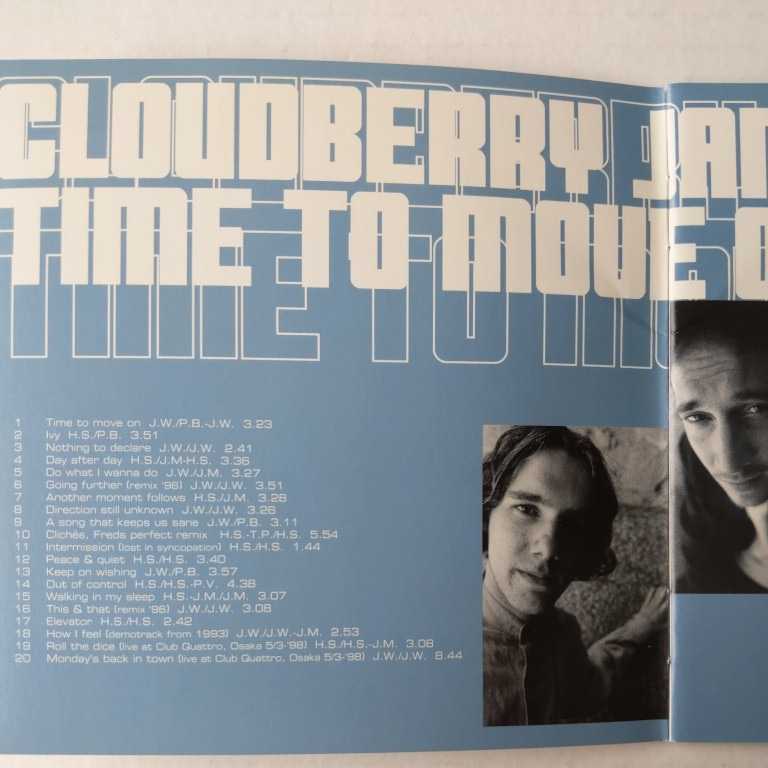 CLOUDBERRY JAM
TIME TO MOVE O
1 Time to move on J.W./P.B.-J.W. 3.23
2 Ivy H.S./P.B. 3.51
3 Nothing to declare J.W./J.W. 2.41
4 Day after day H.S./J.M-H.S. 3.36
5 Do what I wanna do J.W./J.M. 3.27
6 Going further (remix '98) J.W./J.W. 3.51
7 Another moment follows H.S./J.M. 3.28
8 Direction still unknown J.W./J.W. 3.26
9 A song that keeps us sane J.W./P.B. 3.11
10 Clichés, Freds perfect remix H.S.-T.P./H.S. 5.54
11 Intermission (lost in syncopation) H.S./H.S. 1.44
12 Peace & quiet H.S./H.S. 3.40
13 Keep on wishing J.W./P.B. 3.57
14 Out of control H.S./H.S.-P.V. 4.38
15 Walking in my sleep H.S.-J.M./J.M. 3.07
16 This & that (remix '98) J.W./J.W. 3.08
17 Elevator H.S./H.S. 2.42
18 How I feel (demotrack from 1993) J.W./J.W.-J.M. 2.53
19 Roll the dice (live at Club Quattro, Osaka 5/3-'98) H.S./H.S.-J.M. 3.08
20 Monday's back in town (live at Club Quattro, Osaka 5/3-'98) J.W./J.W. 8.44